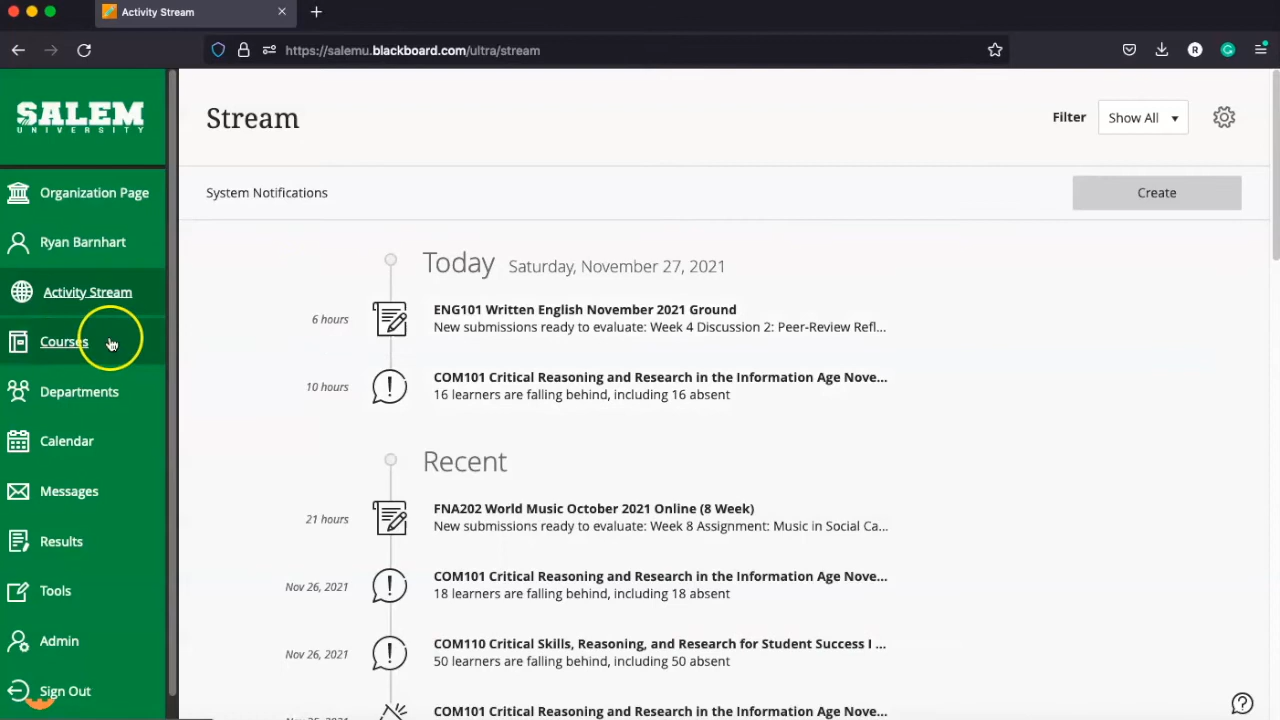 Activity Stream
https://salemu.blackboard.com/ultra/stream
R
SALEM
UNIVERSITY
Organization Page
Ryan Barnhart
Activity Stream
Courses
Departments
Calendar
Messages
Results
Tools
Admin
Sign Out
Stream
Filter
Show All
System Notifications
Create
Today Saturday, November 27, 2021
6 hours
ENG101 Written English November 2021 Ground
New submissions ready to evaluate: Week 4 Discussion 2: Peer-Review Refl...
10 hours
COM101 Critical Reasoning and Research in the Information Age Nove...
16 learners are falling behind, including 16 absent
Recent
21 hours
FNA202 World Music October 2021 Online (8 Week)
New submissions ready to evaluate: Week 8 Assignment: Music in Social Ca...
Nov 26, 2021
COM101 Critical Reasoning and Research in the Information Age Nove...
18 learners are falling behind, including 18 absent
Nov 26, 2021
COM110 Critical Skills, Reasoning, and Research for Student Success I ...
50 learners are falling behind, including 50 absent
COM101 Critical Reasoning and Research in the Information Age Nove...